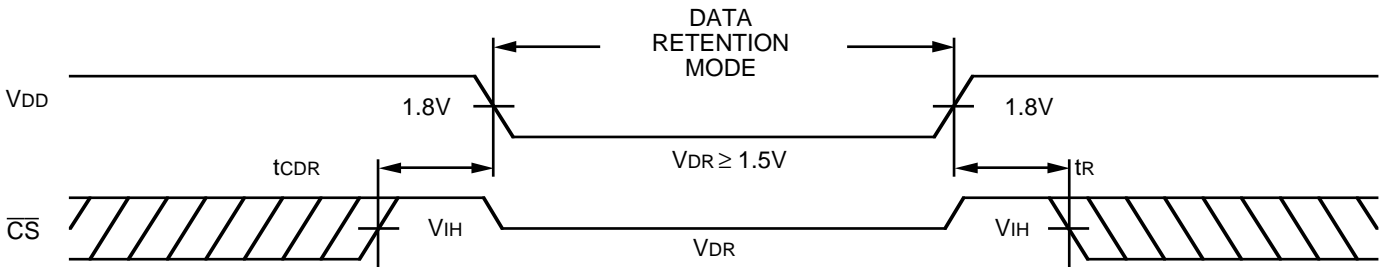 DATA
RETENTION
MODE
VDD
1.8V
1.8V
VDR ≥ 1.5V
tCDR
tR
CS
VIH
VDR
VIH